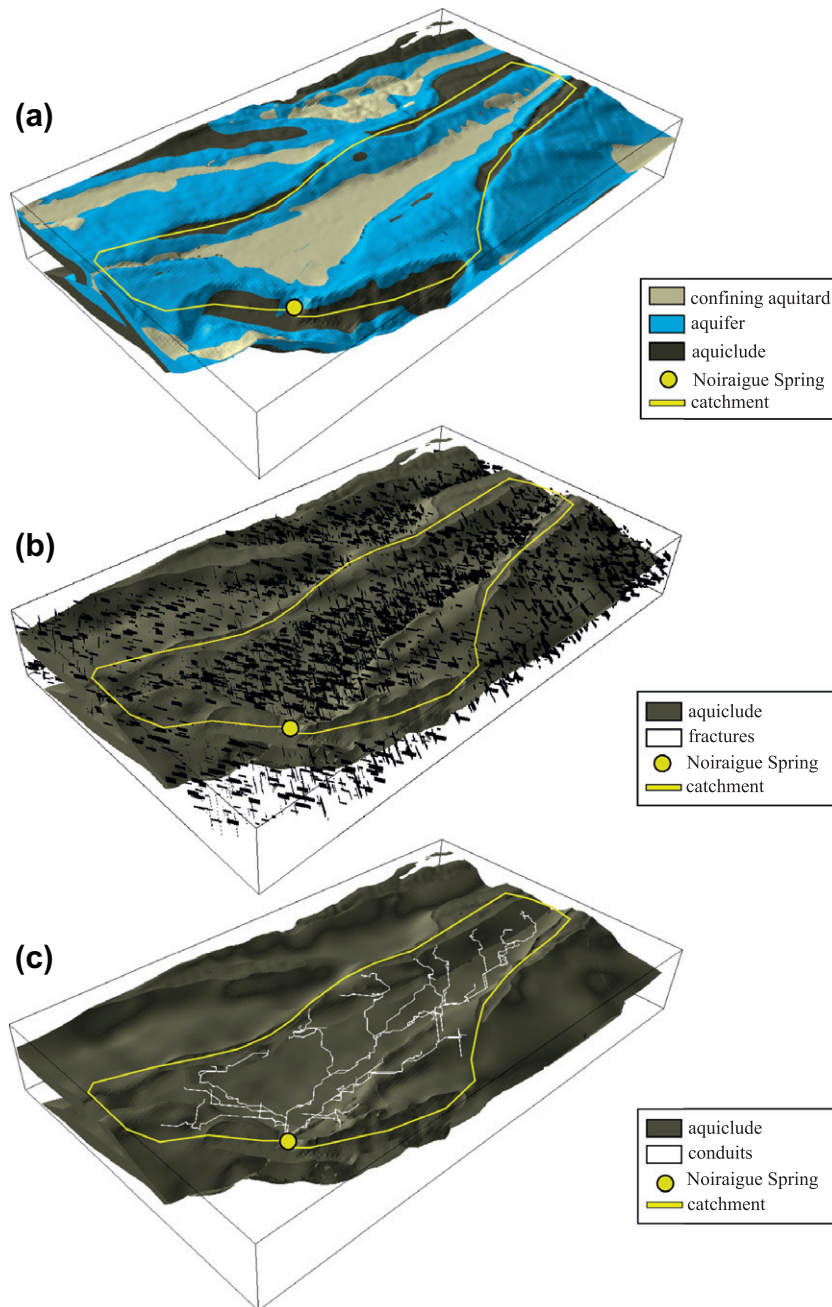 (a)
confining aquitard
aquifer
aquiclude
Noiraigue Spring
catchment
(b)
aquiclude
fractures
Noiraigue Spring
catchment
(c)
aquiclude
conduits
Noiraigue Spring
catchment